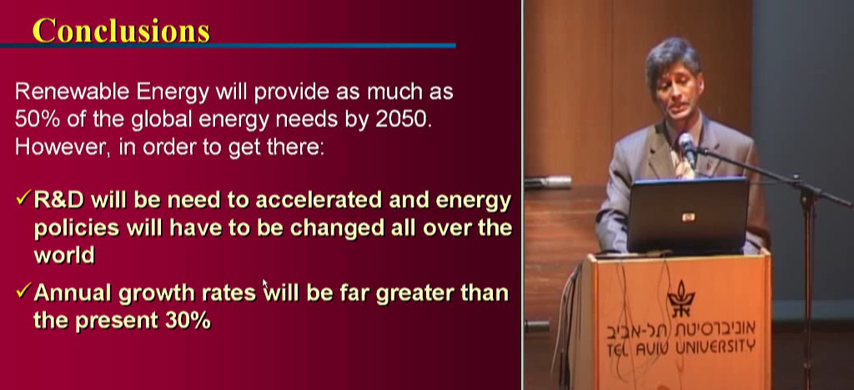 Conclusions
Renewable Energy will provide as much as
50% of the global energy needs by 2050.
However, in order to get there:
✓R&D will be need to accelerated and energy
policies will have to be changed all over the
world
✓Annual growth rates will be far greater than
the present 30%
hp
אוניברסיטת תל-אביב
TEL AVIV UNIVERSITY